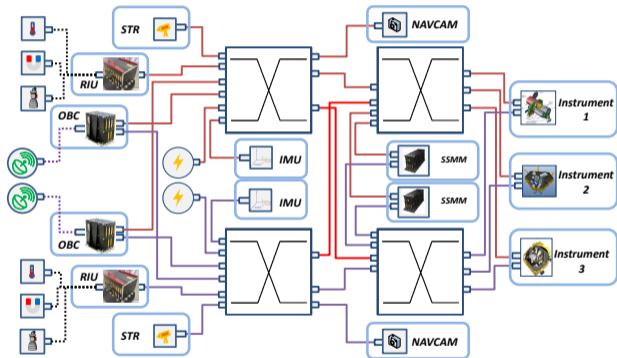 STR
NAVCAM
RIU
OBC
Instrument
1
IMU
SSMM
Instrument
2
IMU
SSMM
OBC
Instrument
3
RIU
STR
NAVCAM